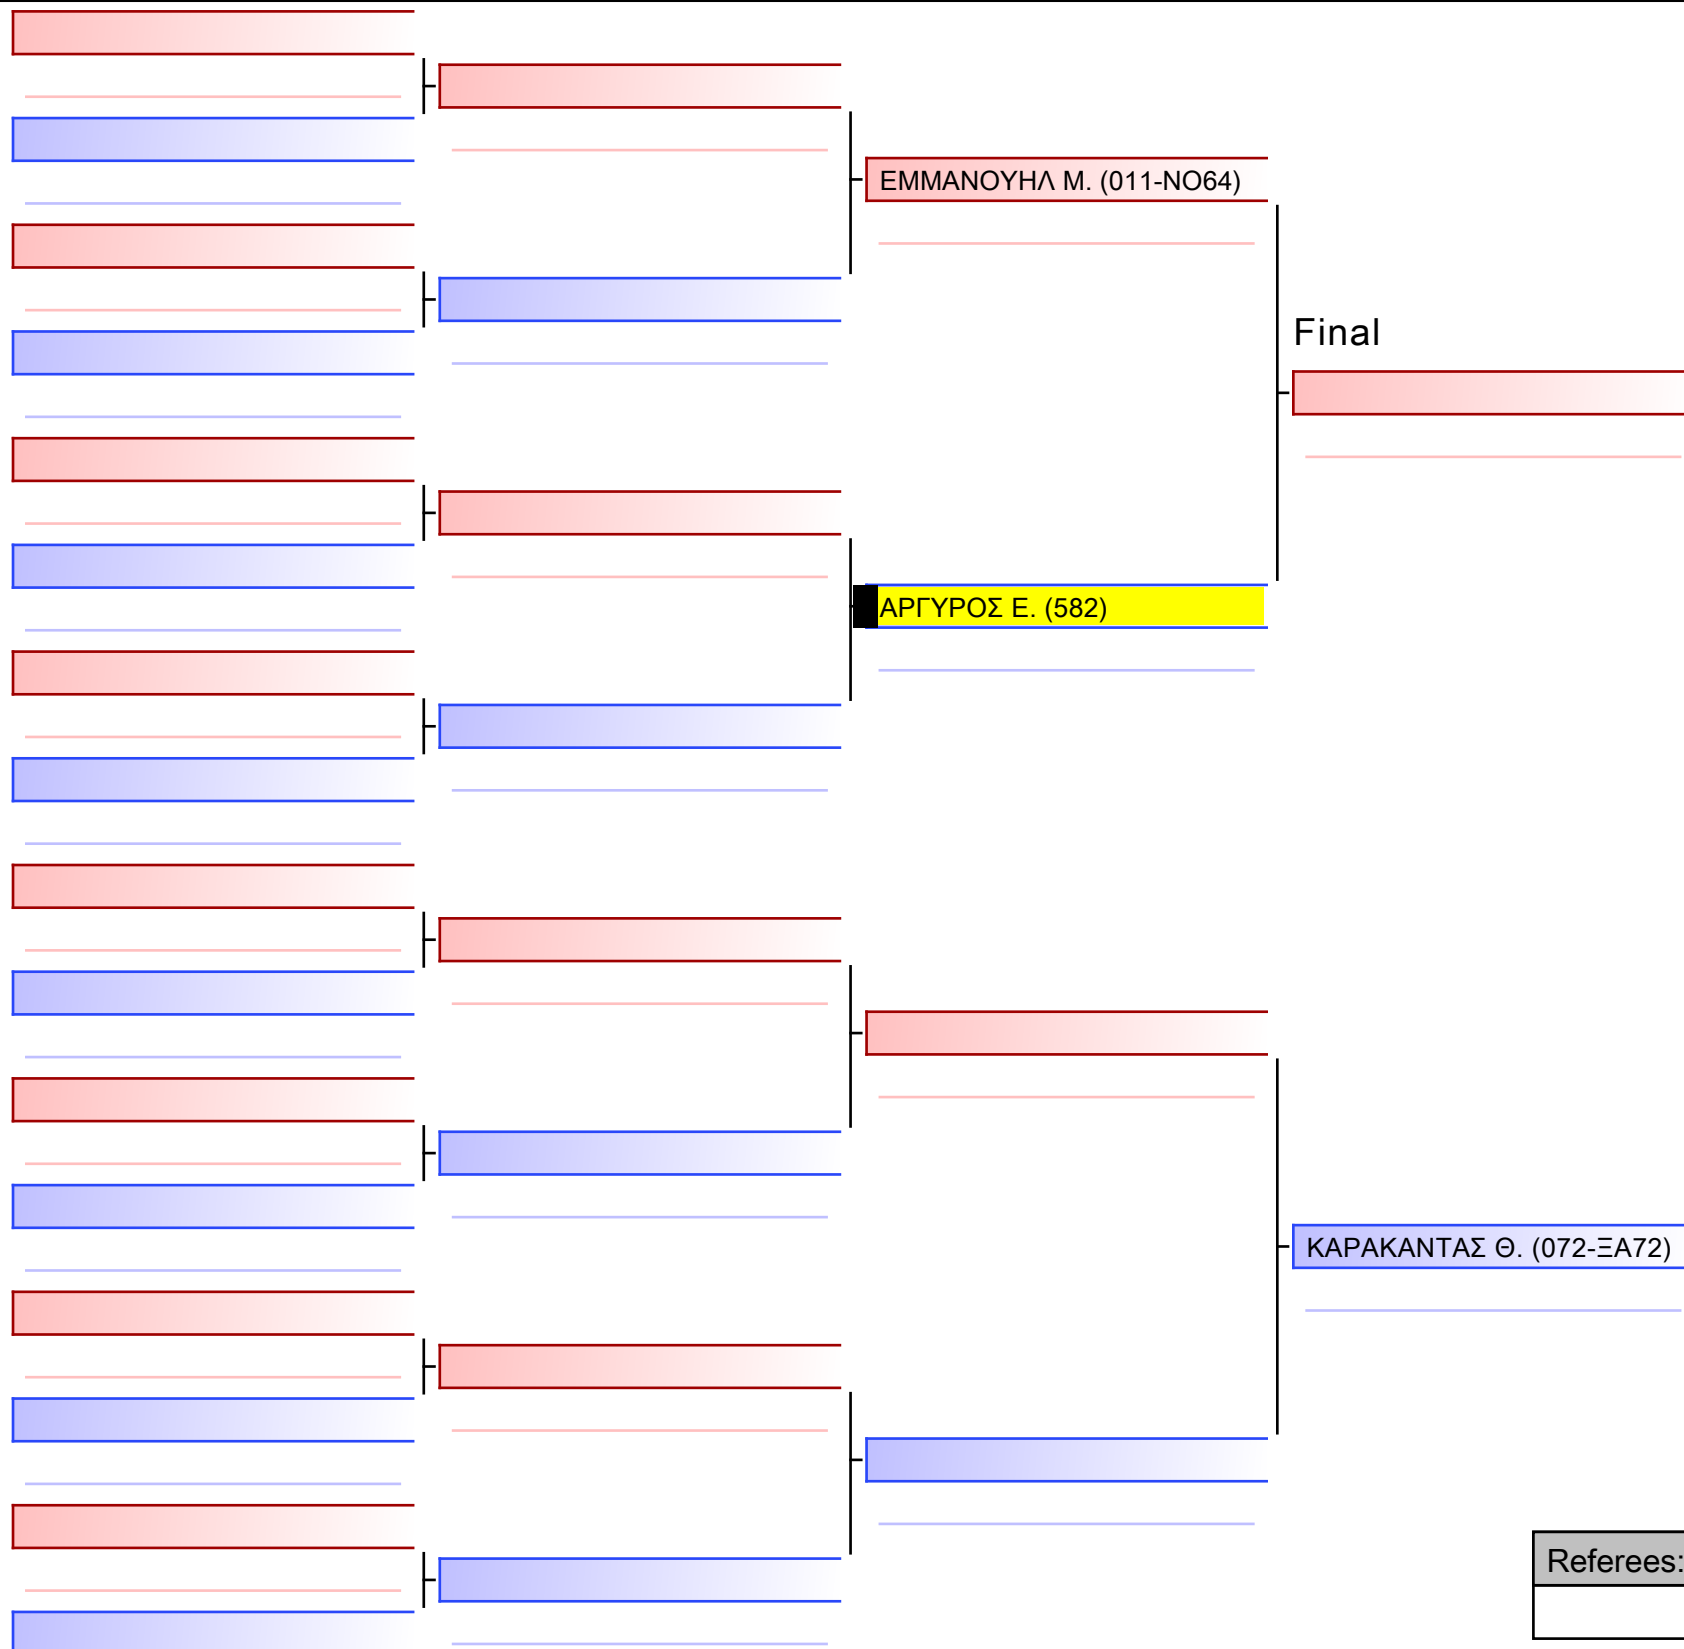 ΕΜΜΑΝΟΥΗΛ Μ. (011-ΝΟ64)
Final
ΑΡΓΥΡΟΣ Ε. (582)
ΚΑΡΑΚΑΝΤΑΣ Θ. (072-ΞΑ72)
Referees: